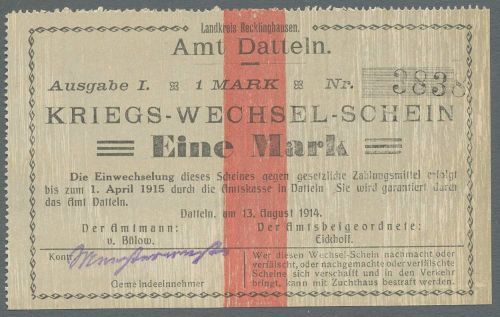 Landkreis Recklinghausen.
Amt Datteln.
Ausgabe I. 1 MARK Nr. 3838
KRIEGS-WECHSEL-SCHEIN
Eine Mark
Die Einwechselung dieses Scheines gegen gesetzliche Zahlungsmittel erfolgt
bis zum 1. April 1915 durch die Amtskasse in Datteln. Sie wird garantiert durch
das Amt Datteln.
Datteln, am 13. August 1914.
Der Amtmann: Der Amtsbeigeordnete:
v. Bülow. Eickhoff.
Kont
Gemeindeeinnehmer
Wer diesen Wechsel-Schein nachmacht oder
verfälscht, oder nachgemachte oder verfälschte
Scheine sich verschafft und in den Verkehr
bringt, kann mit Zuchthaus bestraft werden.